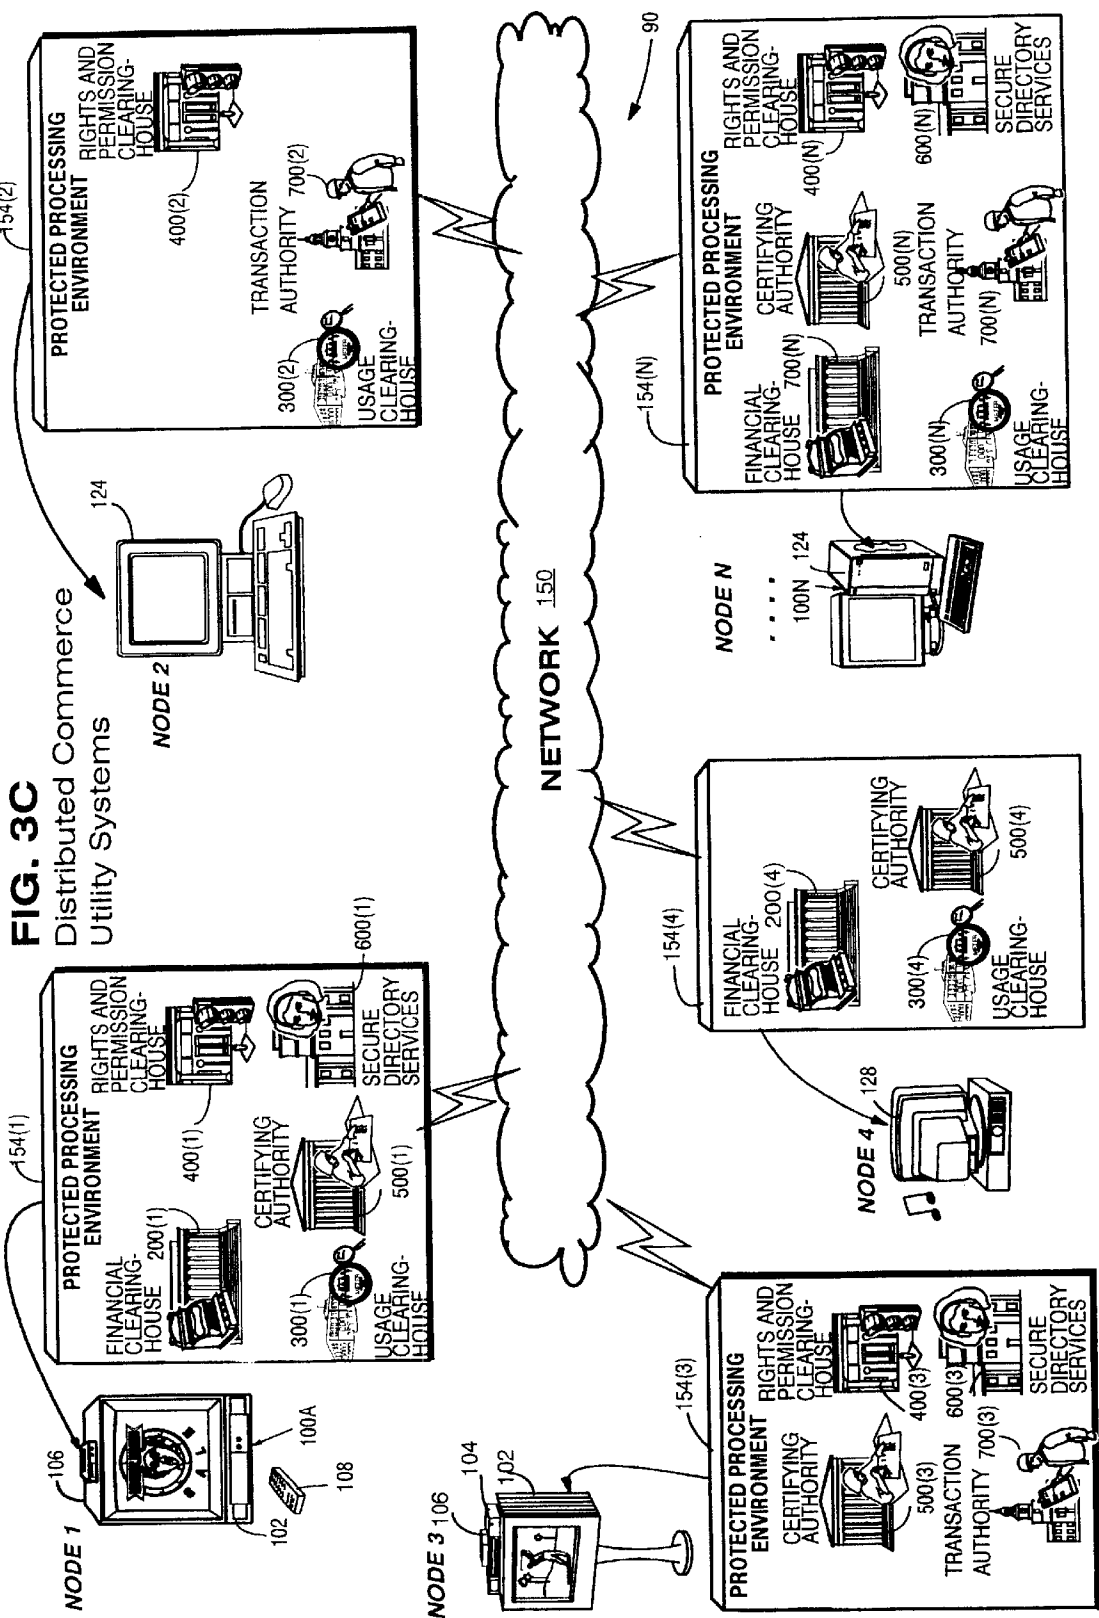 FIG. 3C
Distributed Commerce
Utility Systems
NODE 1
106
102
100A
108
154(1)
PROTECTED PROCESSING
ENVIRONMENT
FINANCIAL
CLEARING-
HOUSE 200(1)
RIGHTS AND
PERMISSION
CLEARING-
HOUSE
400(1)
CERTIFYING
AUTHORITY
500(1)
300(1)
USAGE
CLEARING-
HOUSE
600(1)
SECURE
DIRECTORY
SERVICES
NODE 2
124
154(2)
PROTECTED PROCESSING
ENVIRONMENT
RIGHTS AND
PERMISSION
CLEARING-
HOUSE
400(2)
TRANSACTION
AUTHORITY
700(2)
300(2)
USAGE
CLEARING-
HOUSE
NETWORK 150
90
NODE 3
106
104
102
154(3)
PROTECTED PROCESSING
ENVIRONMENT
CERTIFYING
AUTHORITY
500(3)
RIGHTS AND
PERMISSION
CLEARING-
HOUSE
400(3)
600(3)
SECURE
DIRECTORY
SERVICES
TRANSACTION
AUTHORITY 700(3)
NODE 4
128
154(4)
FINANCIAL
CLEARING-
HOUSE 200(4)
CERTIFYING
AUTHORITY
500(4)
300(4)
USAGE
CLEARING-
HOUSE
NODE N
. . . .
100N
124
154(N)
PROTECTED PROCESSING
ENVIRONMENT
FINANCIAL
CLEARING-
HOUSE 700(N)
CERTIFYING
AUTHORITY
500(N)
RIGHTS AND
PERMISSION
CLEARING-
HOUSE
400(N)
600(N)
SECURE
DIRECTORY
SERVICES
TRANSACTION
AUTHORITY
700(N)
300(N)
USAGE
CLEARING-
HOUSE